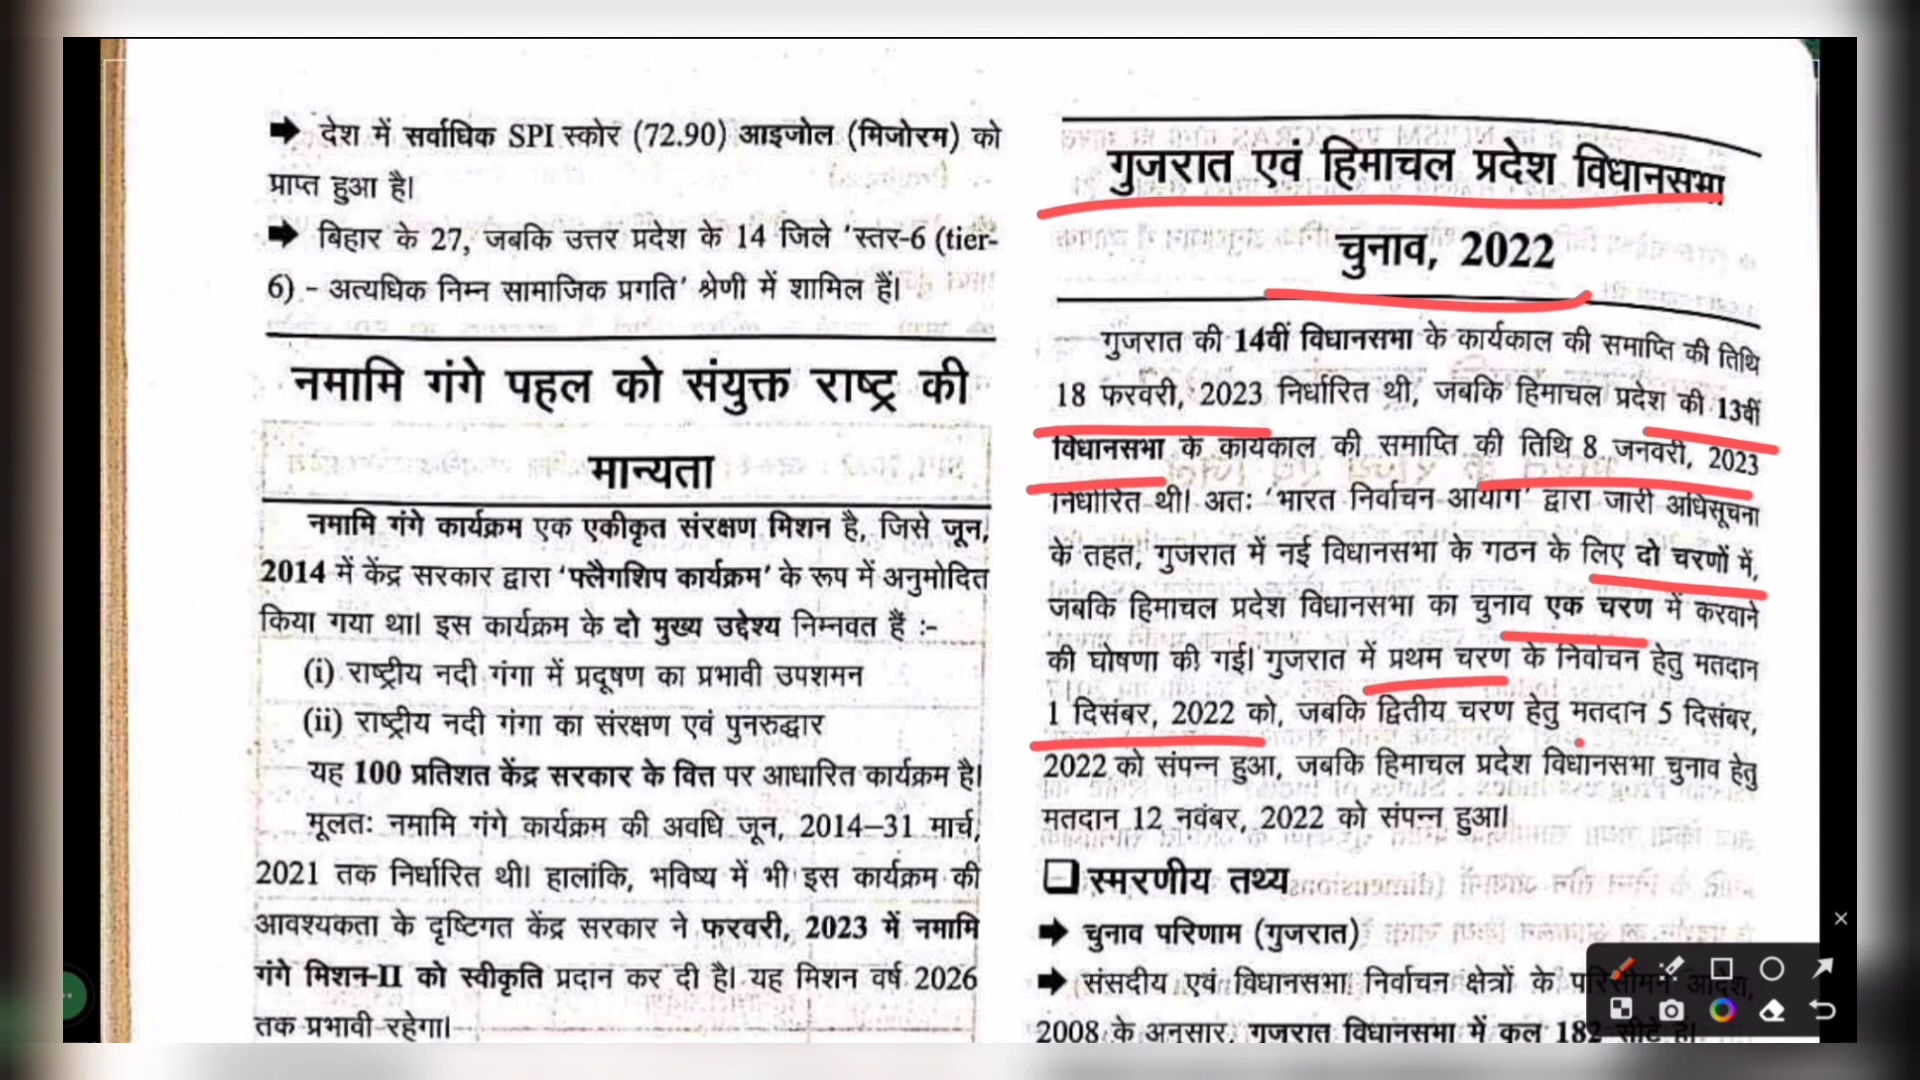 ➡ देश में सर्वाधिक SPI स्कोर (72.90) आइजोल (मिजोरम) को
प्राप्त हुआ है।
➡ बिहार के 27, जबकि उत्तर प्रदेश के 14 जिले ‘स्तर-6 (tier-
6) - अत्यधिक निम्न सामाजिक प्रगति’ श्रेणी में शामिल हैं।
नमामि गंगे पहल को संयुक्त राष्ट्र की
मान्यता
नमामि गंगे कार्यक्रम एक एकीकृत संरक्षण मिशन है, जिसे जून,
2014 में केंद्र सरकार द्वारा ‘फ्लैगशिप कार्यक्रम’ के रूप में अनुमोदित
किया गया था। इस कार्यक्रम के दो मुख्य उद्देश्य निम्नवत हैं :-
(i) राष्ट्रीय नदी गंगा में प्रदूषण का प्रभावी उपशमन
(ii) राष्ट्रीय नदी गंगा का संरक्षण एवं पुनरुद्धार
यह 100 प्रतिशत केंद्र सरकार के वित्त पर आधारित कार्यक्रम है।
मूलतः नमामि गंगे कार्यक्रम की अवधि जून, 2014–31 मार्च,
2021 तक निर्धारित थी। हालांकि, भविष्य में भी इस कार्यक्रम की
आवश्यकता के दृष्टिगत केंद्र सरकार ने फरवरी, 2023 में नमामि
गंगे मिशन-II को स्वीकृति प्रदान कर दी है। यह मिशन वर्ष 2026
तक प्रभावी रहेगा।
गुजरात एवं हिमाचल प्रदेश विधानसभा
चुनाव, 2022
गुजरात की 14वीं विधानसभा के कार्यकाल की समाप्ति की तिथि
18 फरवरी, 2023 निर्धारित थी, जबकि हिमाचल प्रदेश की 13वीं
विधानसभा के कार्यकाल की समाप्ति की तिथि 8 जनवरी, 2023
निर्धारित थी। अतः ‘भारत निर्वाचन आयोग’ द्वारा जारी अधिसूचना
के तहत, गुजरात में नई विधानसभा के गठन के लिए दो चरणों में,
जबकि हिमाचल प्रदेश विधानसभा का चुनाव एक चरण में करवाने
की घोषणा की गई। गुजरात में प्रथम चरण के निर्वाचन हेतु मतदान
1 दिसंबर, 2022 को, जबकि द्वितीय चरण हेतु मतदान 5 दिसंबर,
2022 को संपन्न हुआ, जबकि हिमाचल प्रदेश विधानसभा चुनाव हेतु
मतदान 12 नवंबर, 2022 को संपन्न हुआ।
❑ स्मरणीय तथ्य
➡ चुनाव परिणाम (गुजरात)
➡ संसदीय एवं विधानसभा निर्वाचन क्षेत्रों के परिसीमन आदेश,
2008 के अनुसार, गुजरात विधानसभा में कुल 182 सीटें हैं।